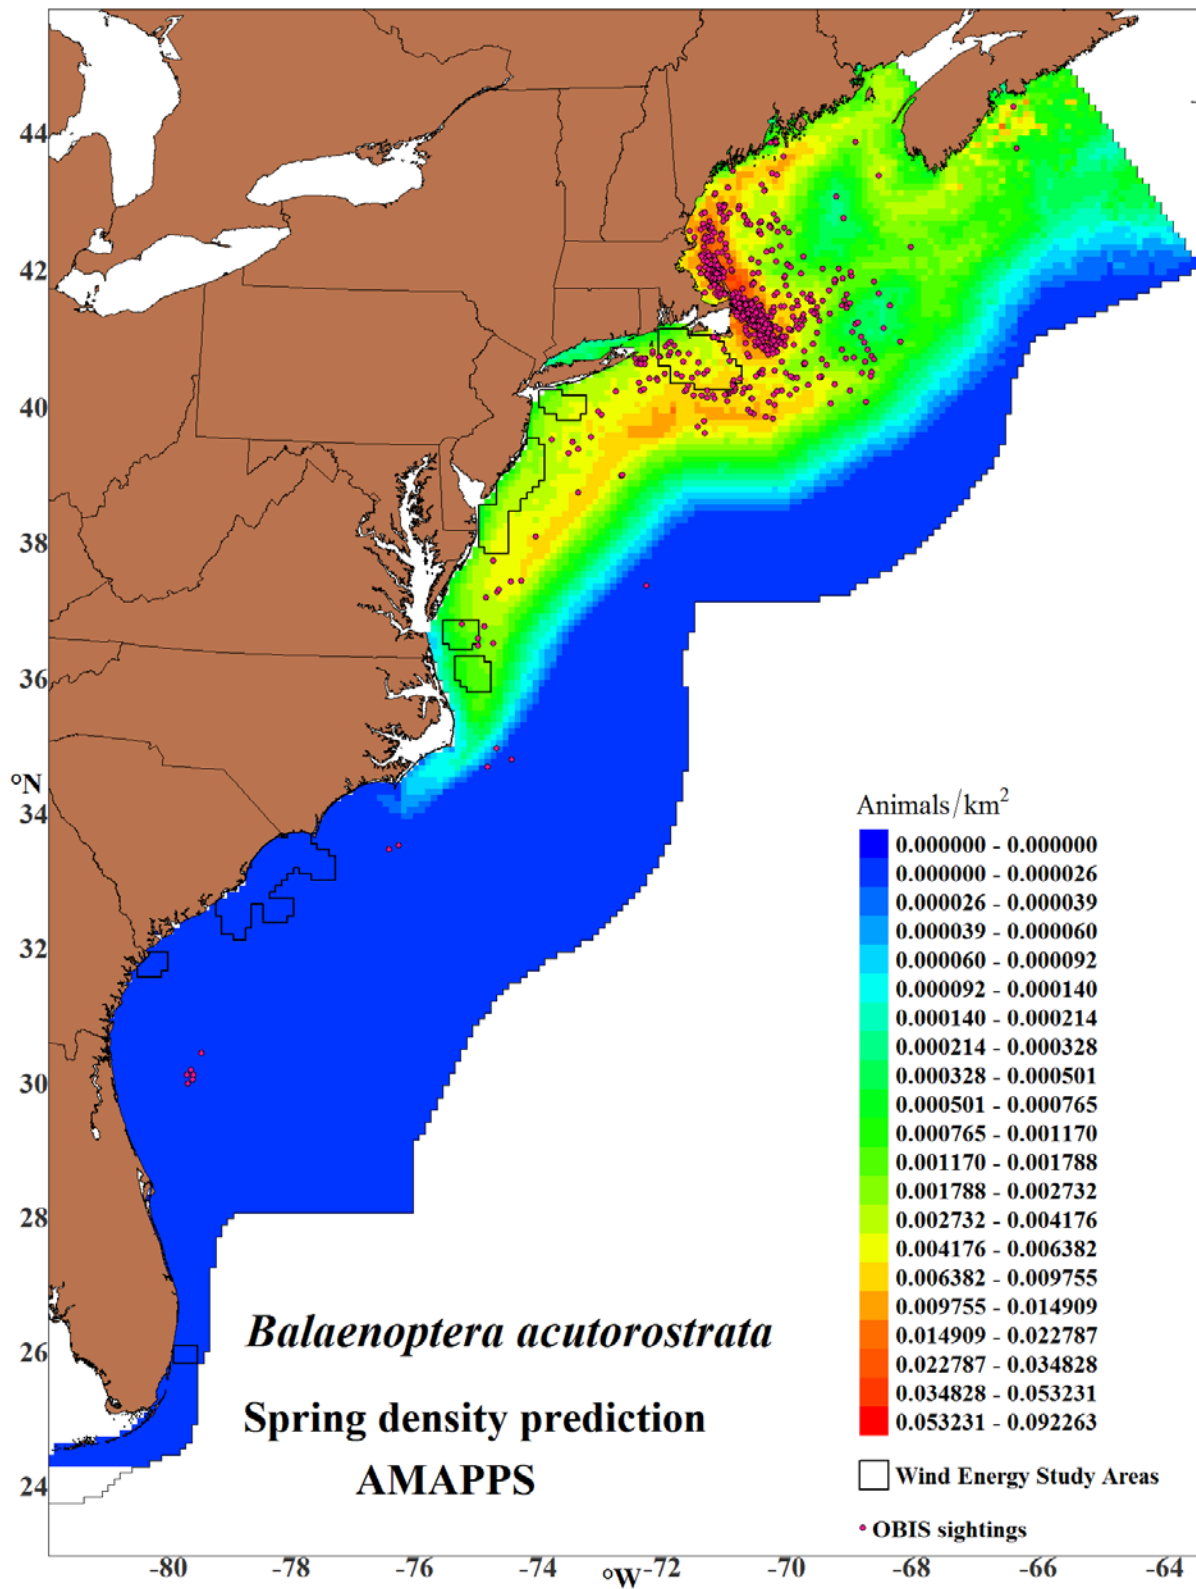 44
42
40
38
36
°N
34
32
30
28
26
24
Animals/km²
0.000000 - 0.000000
0.000000 - 0.000026
0.000026 - 0.000039
0.000039 - 0.000060
0.000060 - 0.000092
0.000092 - 0.000140
0.000140 - 0.000214
0.000214 - 0.000328
0.000328 - 0.000501
0.000501 - 0.000765
0.000765 - 0.001170
0.001170 - 0.001788
0.001788 - 0.002732
0.002732 - 0.004176
0.004176 - 0.006382
0.006382 - 0.009755
0.009755 - 0.014909
0.014909 - 0.022787
0.022787 - 0.034828
0.034828 - 0.053231
0.053231 - 0.092263
Wind Energy Study Areas
OBIS sightings
Balaenoptera acutorostrata
Spring density prediction
AMAPPS
-80 -78 -76 -74 °W -72 -70 -68 -66 -64